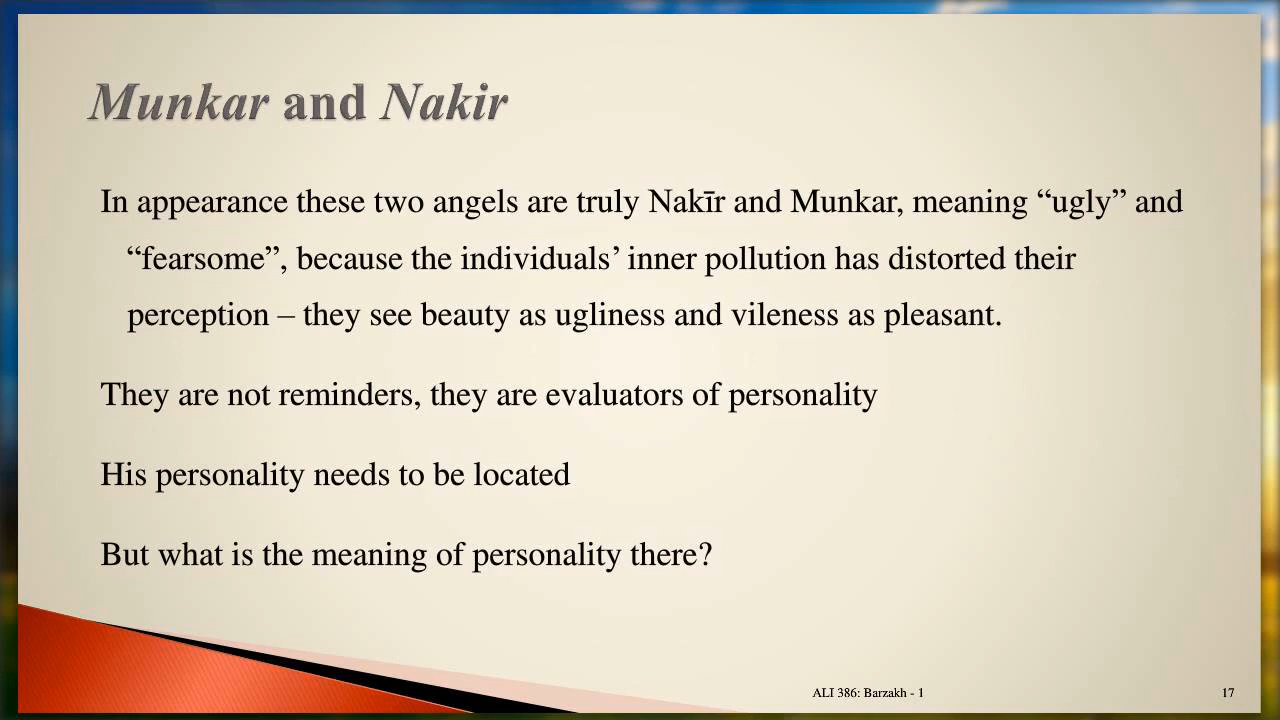 Munkar and Nakir
In appearance these two angels are truly Nakīr and Munkar, meaning “ugly” and
“fearsome”, because the individuals’ inner pollution has distorted their
perception – they see beauty as ugliness and vileness as pleasant.
They are not reminders, they are evaluators of personality
His personality needs to be located
But what is the meaning of personality there?
ALI 386: Barzakh - 1
17